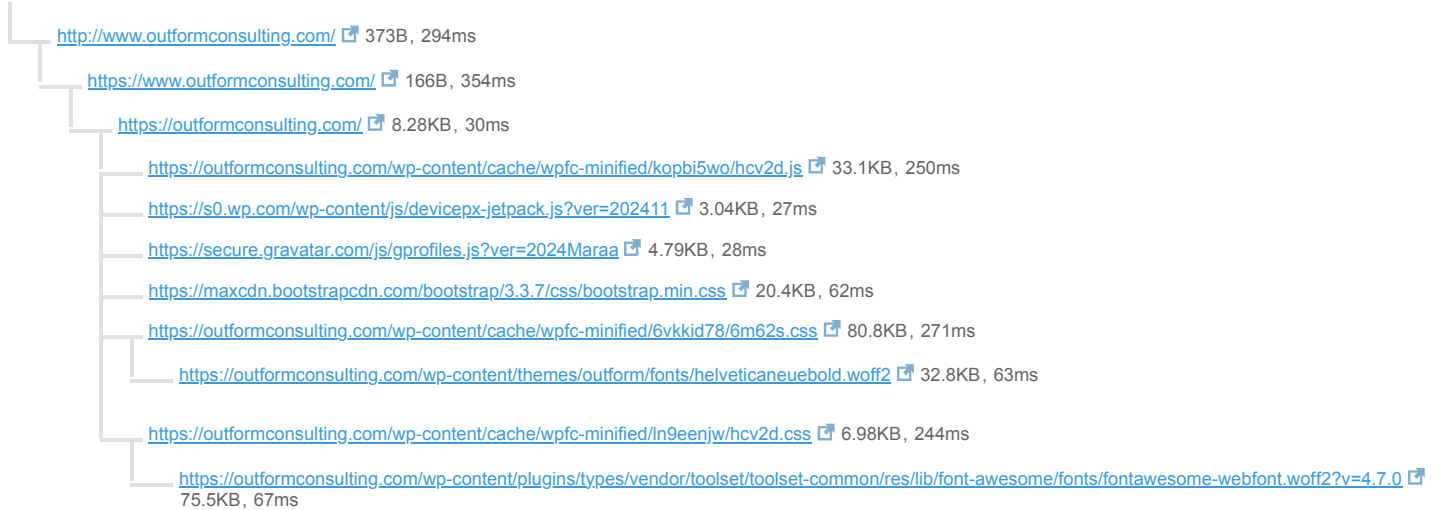 http://www.outformconsulting.com/ 373B, 294ms
https://www.outformconsulting.com/ 166B, 354ms
https://outformconsulting.com/ 8.28KB, 30ms
https://outformconsulting.com/wp-content/cache/wpfc-minified/kopbi5wo/hcv2d.js 33.1KB, 250ms
https://s0.wp.com/wp-content/js/devicepx-jetpack.js?ver=202411 3.04KB, 27ms
https://secure.gravatar.com/js/gprofiles.js?ver=2024Maraa 4.79KB, 28ms
https://maxcdn.bootstrapcdn.com/bootstrap/3.3.7/css/bootstrap.min.css 20.4KB, 62ms
https://outformconsulting.com/wp-content/cache/wpfc-minified/6vkkid78/6m62s.css 80.8KB, 271ms
https://outformconsulting.com/wp-content/themes/outform/fonts/helveticaneuebold.woff2 32.8KB, 63ms
https://outformconsulting.com/wp-content/cache/wpfc-minified/ln9eenjw/hcv2d.css 6.98KB, 244ms
https://outformconsulting.com/wp-content/plugins/types/vendor/toolset/toolset-common/res/lib/font-awesome/fonts/fontawesome-webfont.woff2?v=4.7.0
75.5KB, 67ms